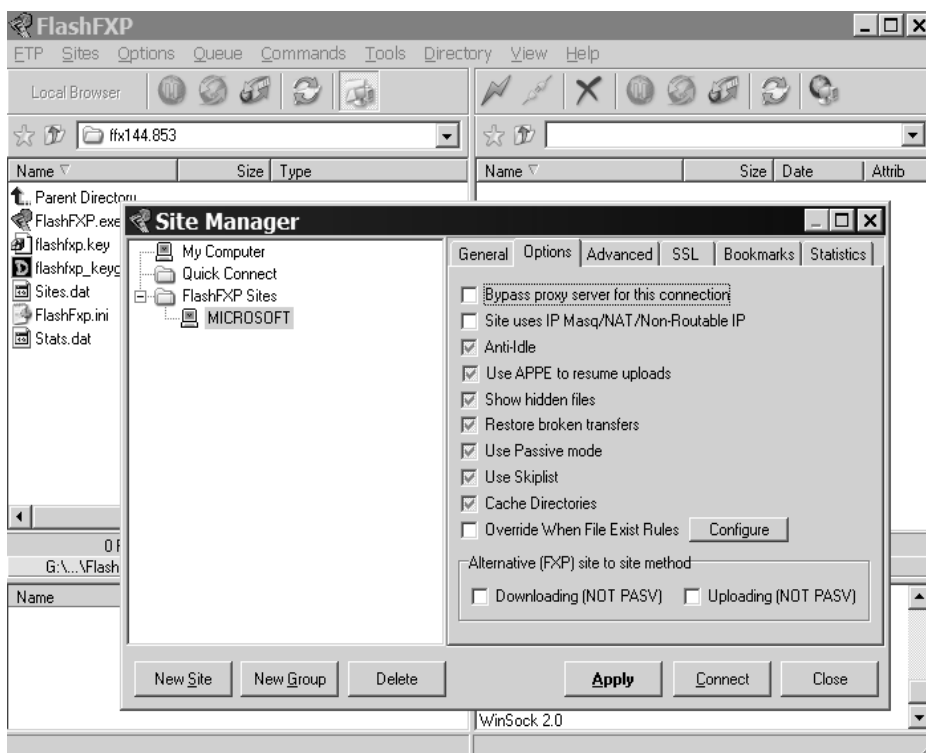 FlashFXP
FTP Sites Options Queue Commands Tools Directory View Help
Local Browser
ffx144.853
Name Size Type
Name Size Date Attrib
Parent Directory
FlashFXP.exe
flashfxp.key
flashfxp_keyg
Sites.dat
FlashFxp.ini
Stats.dat
0 F
G:\...\Flash
Name
Site Manager
My Computer
Quick Connect
FlashFXP Sites
MICROSOFT
General Options Advanced SSL Bookmarks Statistics
Bypass proxy server for this connection
Site uses IP Masq/NAT/Non-Routable IP
Anti-Idle
Use APPE to resume uploads
Show hidden files
Restore broken transfers
Use Passive mode
Use Skiplist
Cache Directories
Override When File Exist Rules Configure
Alternative (FXP) site to site method
Downloading (NOT PASV) Uploading (NOT PASV)
New Site New Group Delete Apply Connect Close
WinSock 2.0